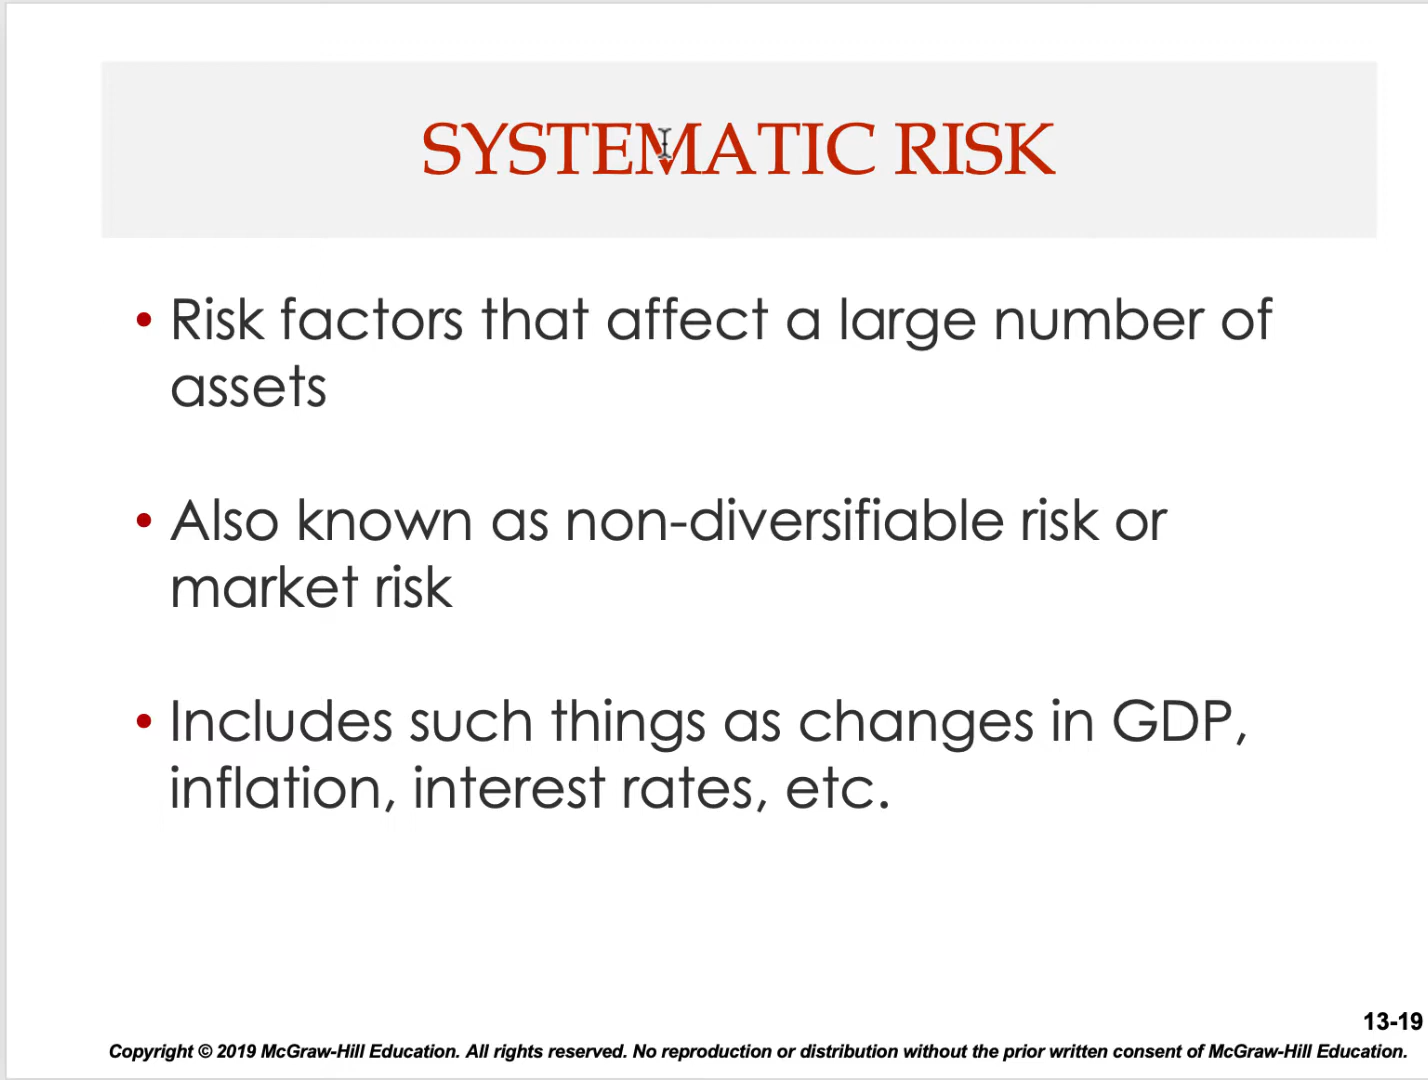 SYSTEMATIC RISK
• Risk factors that affect a large number of
assets
• Also known as non-diversifiable risk or
market risk
• Includes such things as changes in GDP,
inflation, interest rates, etc.
13-19
Copyright © 2019 McGraw-Hill Education. All rights reserved. No reproduction or distribution without the prior written consent of McGraw-Hill Education.